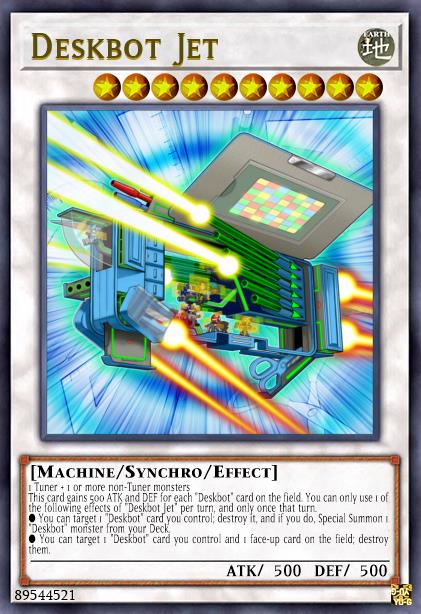 DESKBOT JET
EARTH
地
[MACHINE/SYNCHRO/EFFECT]
1 Tuner + 1 or more non-Tuner monsters
This card gains 500 ATK and DEF for each "Deskbot" card on the field. You can only use 1 of
the following effects of "Deskbot Jet" per turn, and only once that turn.
● You can target 1 "Deskbot" card you control; destroy it, and if you do, Special Summon 1
"Deskbot" monster from your Deck.
● You can target 1 "Deskbot" card you control and 1 face-up card on the field; destroy
them.
ATK/ 500 DEF/ 500
89544521